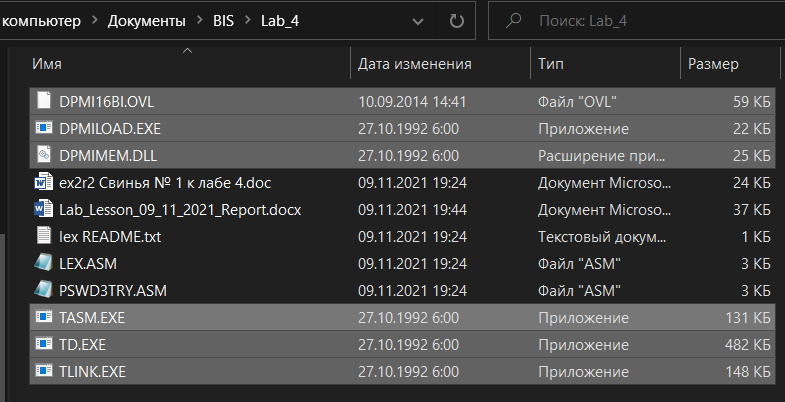 компьютер > Документы > BIS > Lab_4 Поиск: Lab_4
Имя Дата изменения Тип Размер
DPMI16BI.OVL 10.09.2014 14:41 Файл "OVL" 59 КБ
DPMILOAD.EXE 27.10.1992 6:00 Приложение 22 КБ
DPMIMEM.DLL 27.10.1992 6:00 Расширение при... 25 КБ
ex2r2 Свинья № 1 к лабе 4.doc 09.11.2021 19:24 Документ Microso... 24 КБ
Lab_Lesson_09_11_2021_Report.docx 09.11.2021 19:44 Документ Microso... 37 КБ
lex README.txt 09.11.2021 19:24 Текстовый докум... 1 КБ
LEX.ASM 09.11.2021 19:24 Файл "ASM" 3 КБ
PSWD3TRY.ASM 09.11.2021 19:24 Файл "ASM" 3 КБ
TASM.EXE 27.10.1992 6:00 Приложение 131 КБ
TD.EXE 27.10.1992 6:00 Приложение 482 КБ
TLINK.EXE 27.10.1992 6:00 Приложение 148 КБ